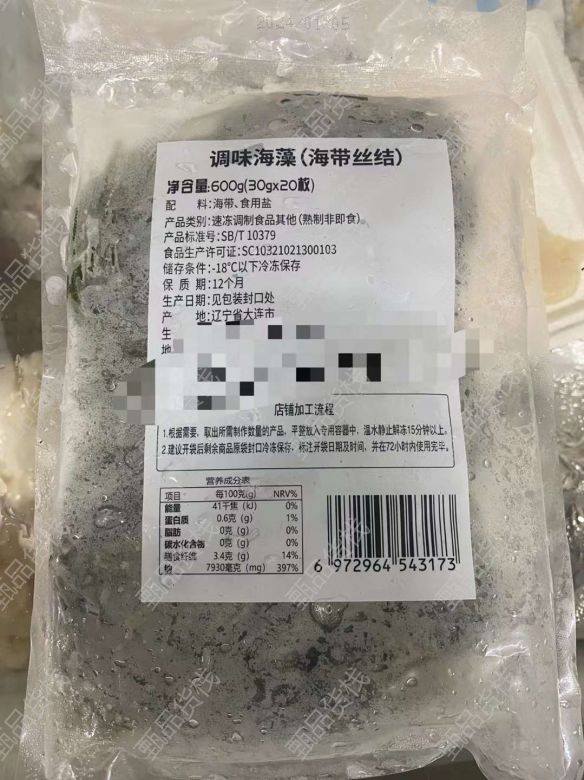 2024/01/05
调味海藻(海带丝结)
净含量:600g(30gx20枚)
配 料:海带、食用盐
产品类别:速冻调制食品其他(熟制非即食)
产品标准号:SB/T 10379
食品生产许可证:SC10321021300103
储存条件:-18℃以下冷冻保存
保 质 期:12个月
生产日期:见包装封口处
产 地:辽宁省大连市
生
地
店铺加工流程
1.根据需要,取出所需制作数量的产品,平整放入专用容器中,温水静止解冻15分钟以上。
2.建议开袋后剩余商品原袋封口冷冻保存,标注开袋日期及时间,并在72小时内使用完毕。
营养成分表
项目 每100克(g) NRV%
能量 41千焦(kJ) 0%
蛋白质 0.6克(g) 1%
脂肪 0克(g) 0%
碳水化合物 0克(g) 0%
膳食纤维 3.4克(g) 14%
钠 7930毫克(mg) 397%
6 972964 543173
甄品货栈